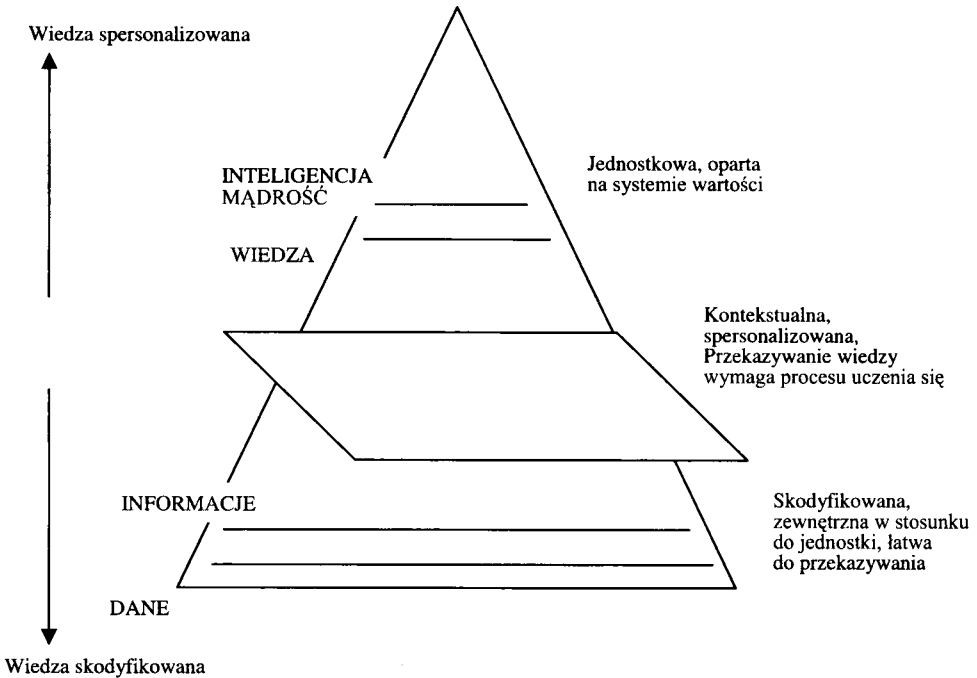 Wiedza spersonalizowana
INTELIGENCJA
MĄDROŚĆ
Jednostkowa, oparta
na systemie wartości
WIEDZA
Kontekstualna,
spersonalizowana,
Przekazywanie wiedzy
wymaga procesu uczenia się
INFORMACJE
Skodyfikowana,
zewnętrzna w stosunku
do jednostki, łatwa
do przekazywania
DANE
Wiedza skodyfikowana